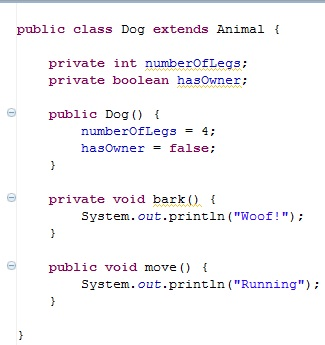 public class Dog extends Animal {
private int numberOfLegs;
private boolean hasOwner;
public Dog() {
numberOfLegs = 4;
hasOwner = false;
}
private void bark() {
System.out.println("Woof!");
}
public void move() {
System.out.println("Running");
}
}